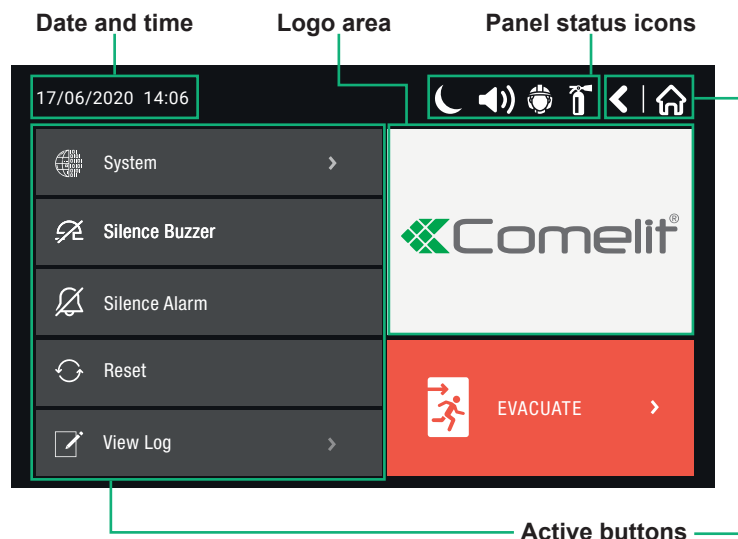 Date and time
Logo area
Panel status icons
17/06/2020 14:06
System
Silence Buzzer
Silence Alarm
Reset
View Log
Comelit®
EVACUATE
Active buttons